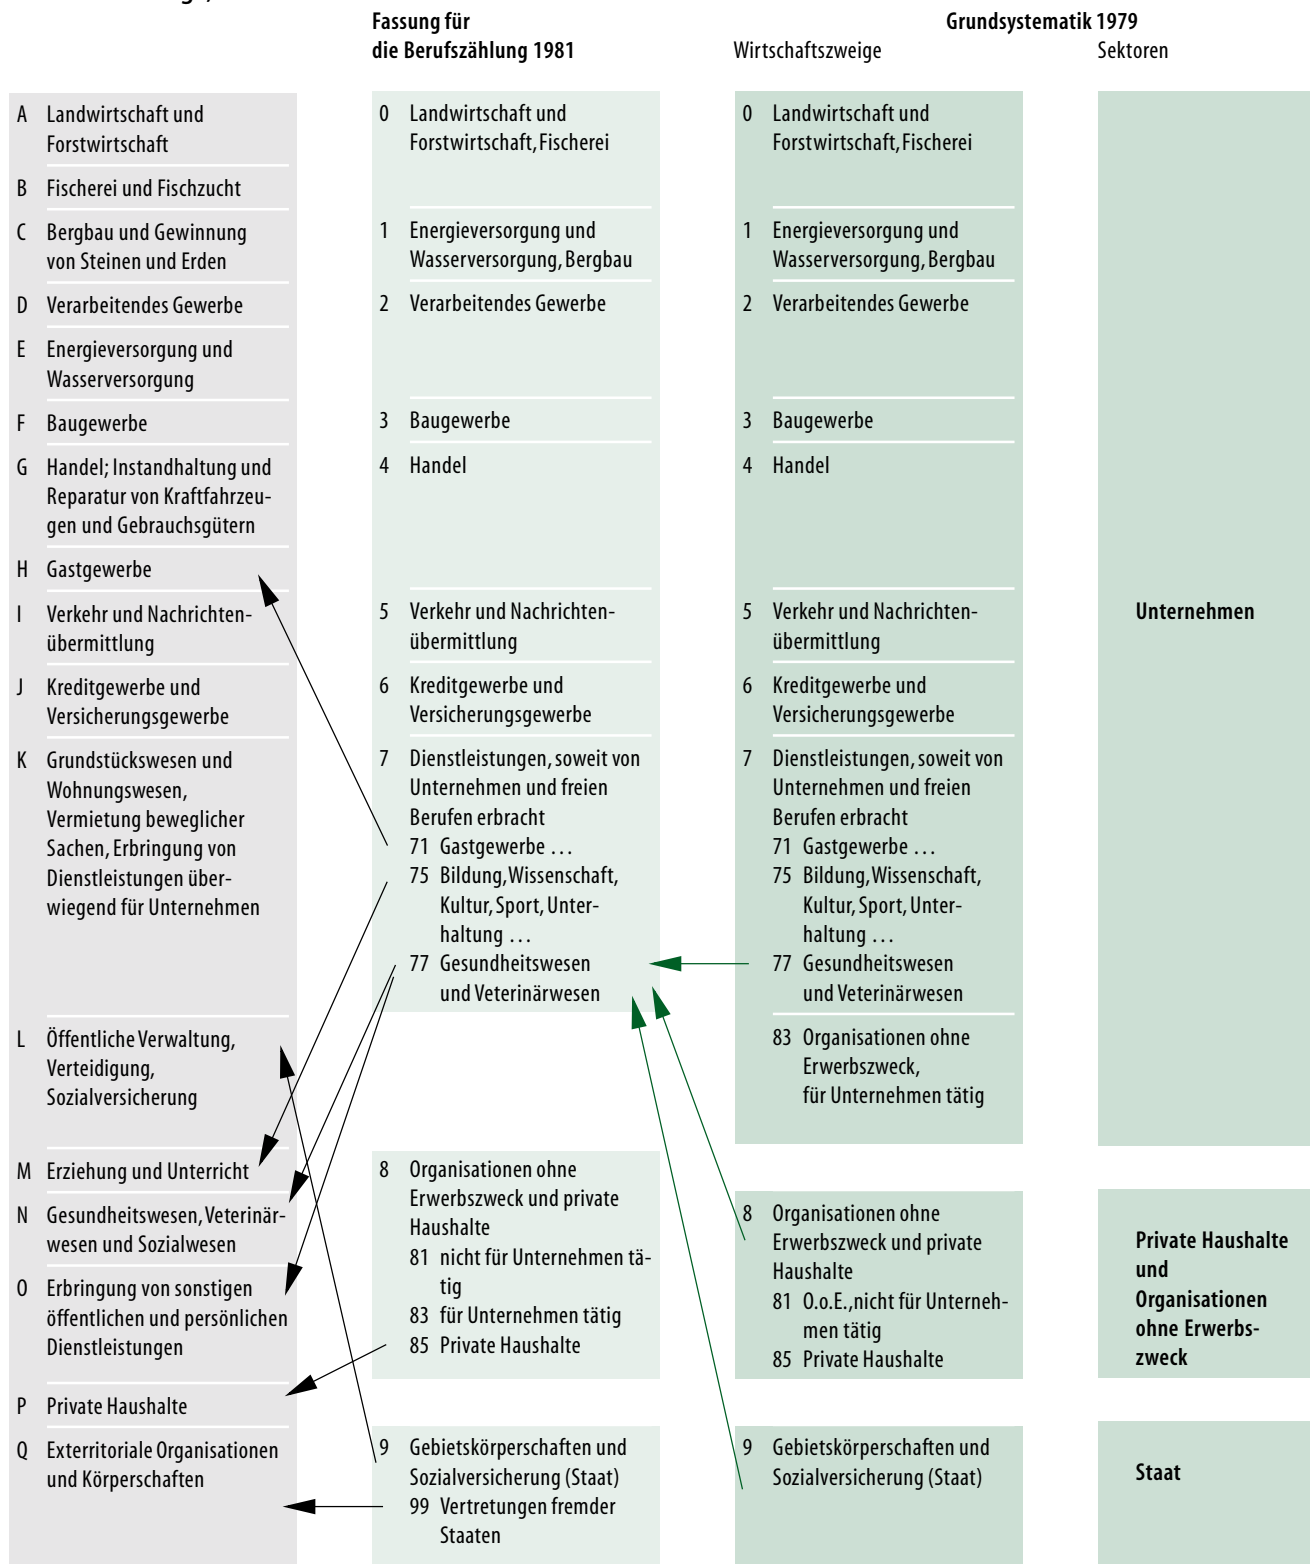 Fassung für
die Berufszählung 1981
Grundsystematik 1979
Wirtschaftszweige
Sektoren
A Landwirtschaft und
Forstwirtschaft
B Fischerei und Fischzucht
C Bergbau und Gewinnung
von Steinen und Erden
D Verarbeitendes Gewerbe
E Energieversorgung und
Wasserversorgung
F Baugewerbe
G Handel; Instandhaltung und
Reparatur von Kraftfahrzeu-
gen und Gebrauchsgütern
H Gastgewerbe
I Verkehr und Nachrichten-
übermittlung
J Kreditgewerbe und
Versicherungsgewerbe
K Grundstückswesen und
Wohnungswesen,
Vermietung beweglicher
Sachen, Erbringung von
Dienstleistungen über-
wiegend für Unternehmen
L Öffentliche Verwaltung,
Verteidigung,
Sozialversicherung
M Erziehung und Unterricht
N Gesundheitswesen, Veterinär-
wesen und Sozialwesen
O Erbringung von sonstigen
öffentlichen und persönlichen
Dienstleistungen
P Private Haushalte
Q Exterritoriale Organisationen
und Körperschaften
0 Landwirtschaft und
Forstwirtschaft, Fischerei
1 Energieversorgung und
Wasserversorgung, Bergbau
2 Verarbeitendes Gewerbe
3 Baugewerbe
4 Handel
5 Verkehr und Nachrichten-
übermittlung
6 Kreditgewerbe und
Versicherungsgewerbe
7 Dienstleistungen, soweit von
Unternehmen und freien
Berufen erbracht
71 Gastgewerbe ...
75 Bildung, Wissenschaft,
Kultur, Sport, Unter-
haltung ...
77 Gesundheitswesen
und Veterinärwesen
8 Organisationen ohne
Erwerbszweck und private
Haushalte
81 nicht für Unternehmen tä-
tig
83 für Unternehmen tätig
85 Private Haushalte
9 Gebietskörperschaften und
Sozialversicherung (Staat)
99 Vertretungen fremder
Staaten
0 Landwirtschaft und
Forstwirtschaft, Fischerei
1 Energieversorgung und
Wasserversorgung, Bergbau
2 Verarbeitendes Gewerbe
3 Baugewerbe
4 Handel
5 Verkehr und Nachrichten-
übermittlung
6 Kreditgewerbe und
Versicherungsgewerbe
7 Dienstleistungen, soweit von
Unternehmen und freien
Berufen erbracht
71 Gastgewerbe ...
75 Bildung, Wissenschaft,
Kultur, Sport, Unter-
haltung ...
77 Gesundheitswesen
und Veterinärwesen
83 Organisationen ohne
Erwerbszweck,
für Unternehmen tätig
8 Organisationen ohne
Erwerbszweck und private
Haushalte
81 O.o.E., nicht für Unterneh-
men tätig
85 Private Haushalte
9 Gebietskörperschaften und
Sozialversicherung (Staat)
Unternehmen
Private Haushalte
und
Organisationen
ohne Erwerbs-
zweck
Staat